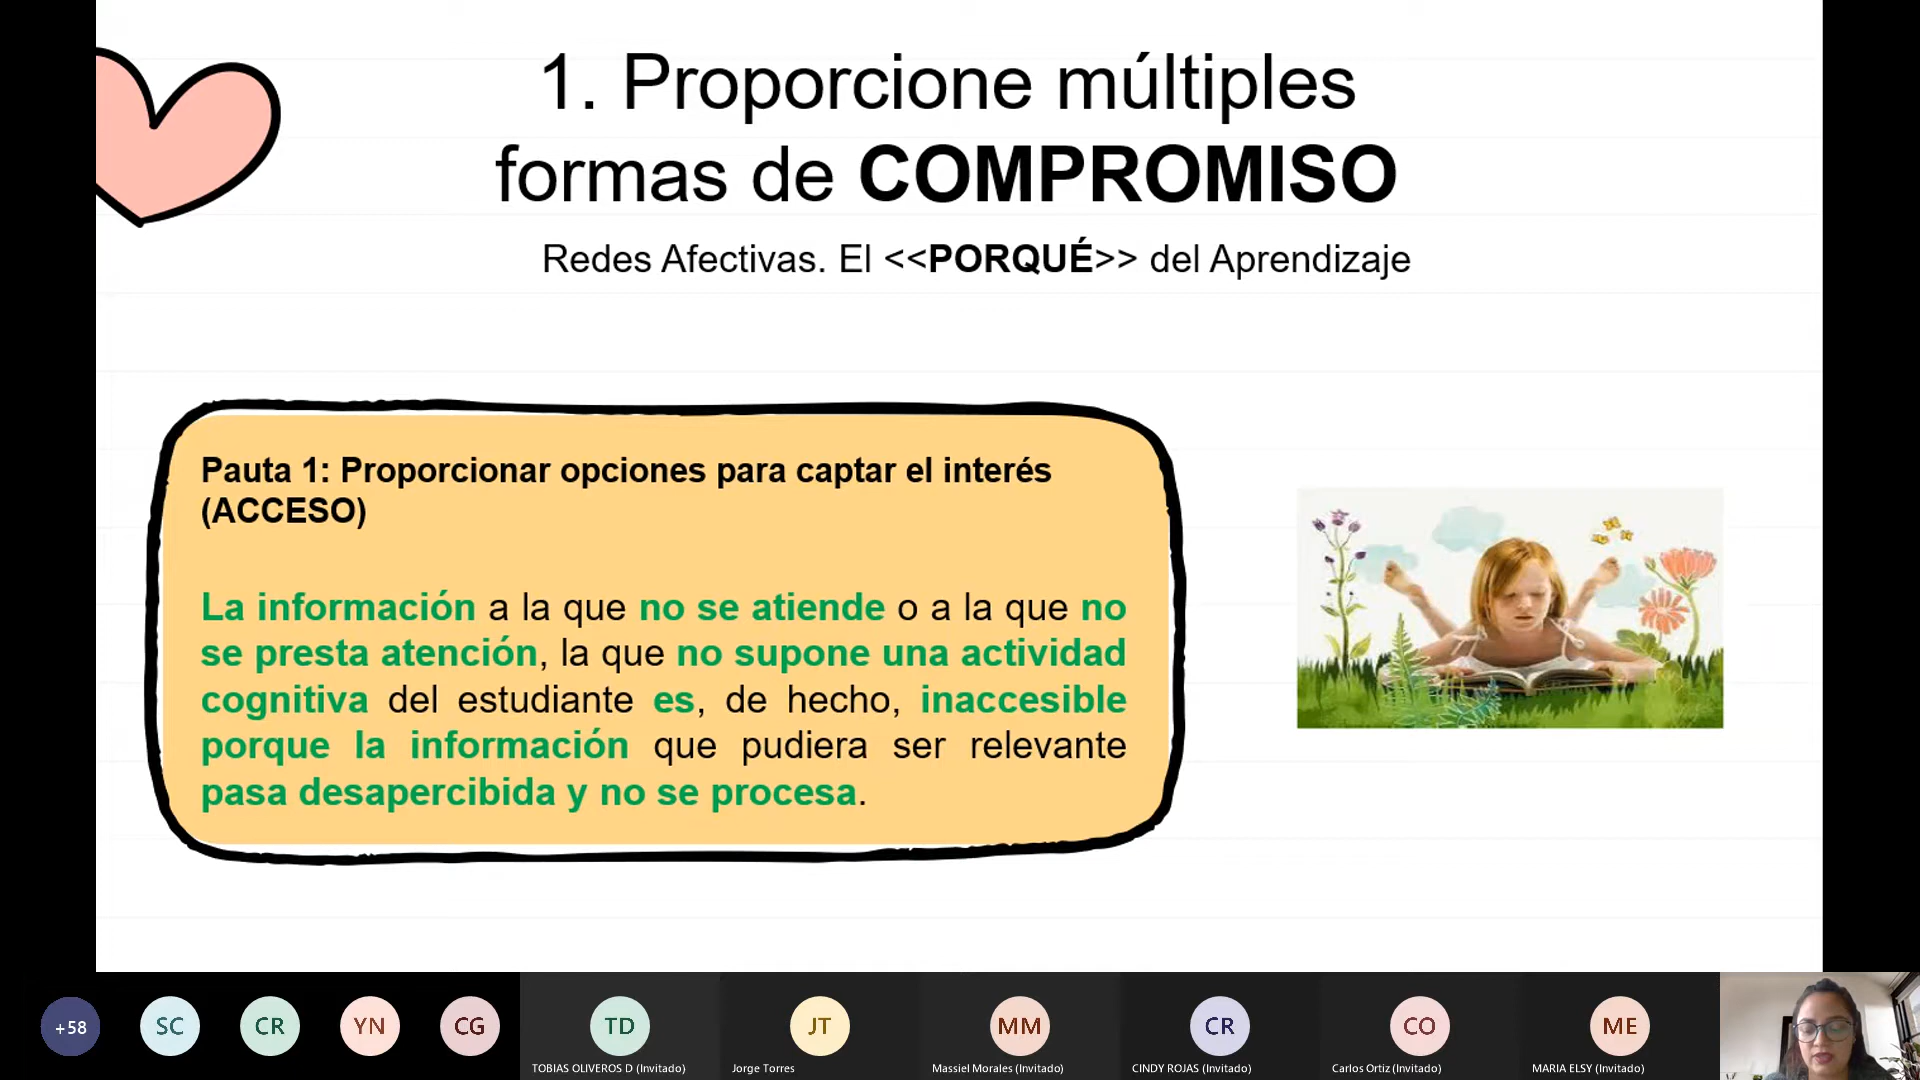 1. Proporcione múltiples
formas de COMPROMISO
Redes Afectivas. El <<PORQUÉ>> del Aprendizaje
Pauta 1: Proporcionar opciones para captar el interés
(ACCESO)
La información a la que no se atiende o a la que no
se presta atención, la que no supone una actividad
cognitiva del estudiante es, de hecho, inaccesible
porque la información que pudiera ser relevante
pasa desapercibida y no se procesa.
+58
SC
CR
YN
CG
TD
JT
MM
CR
CO
ME
TOBIAS OLIVEROS D (Invitado)
Jorge Torres
Massiel Morales (Invitado)
CINDY ROJAS (Invitado)
Carlos Ortiz (Invitado)
MARIA ELSY (Invitado)